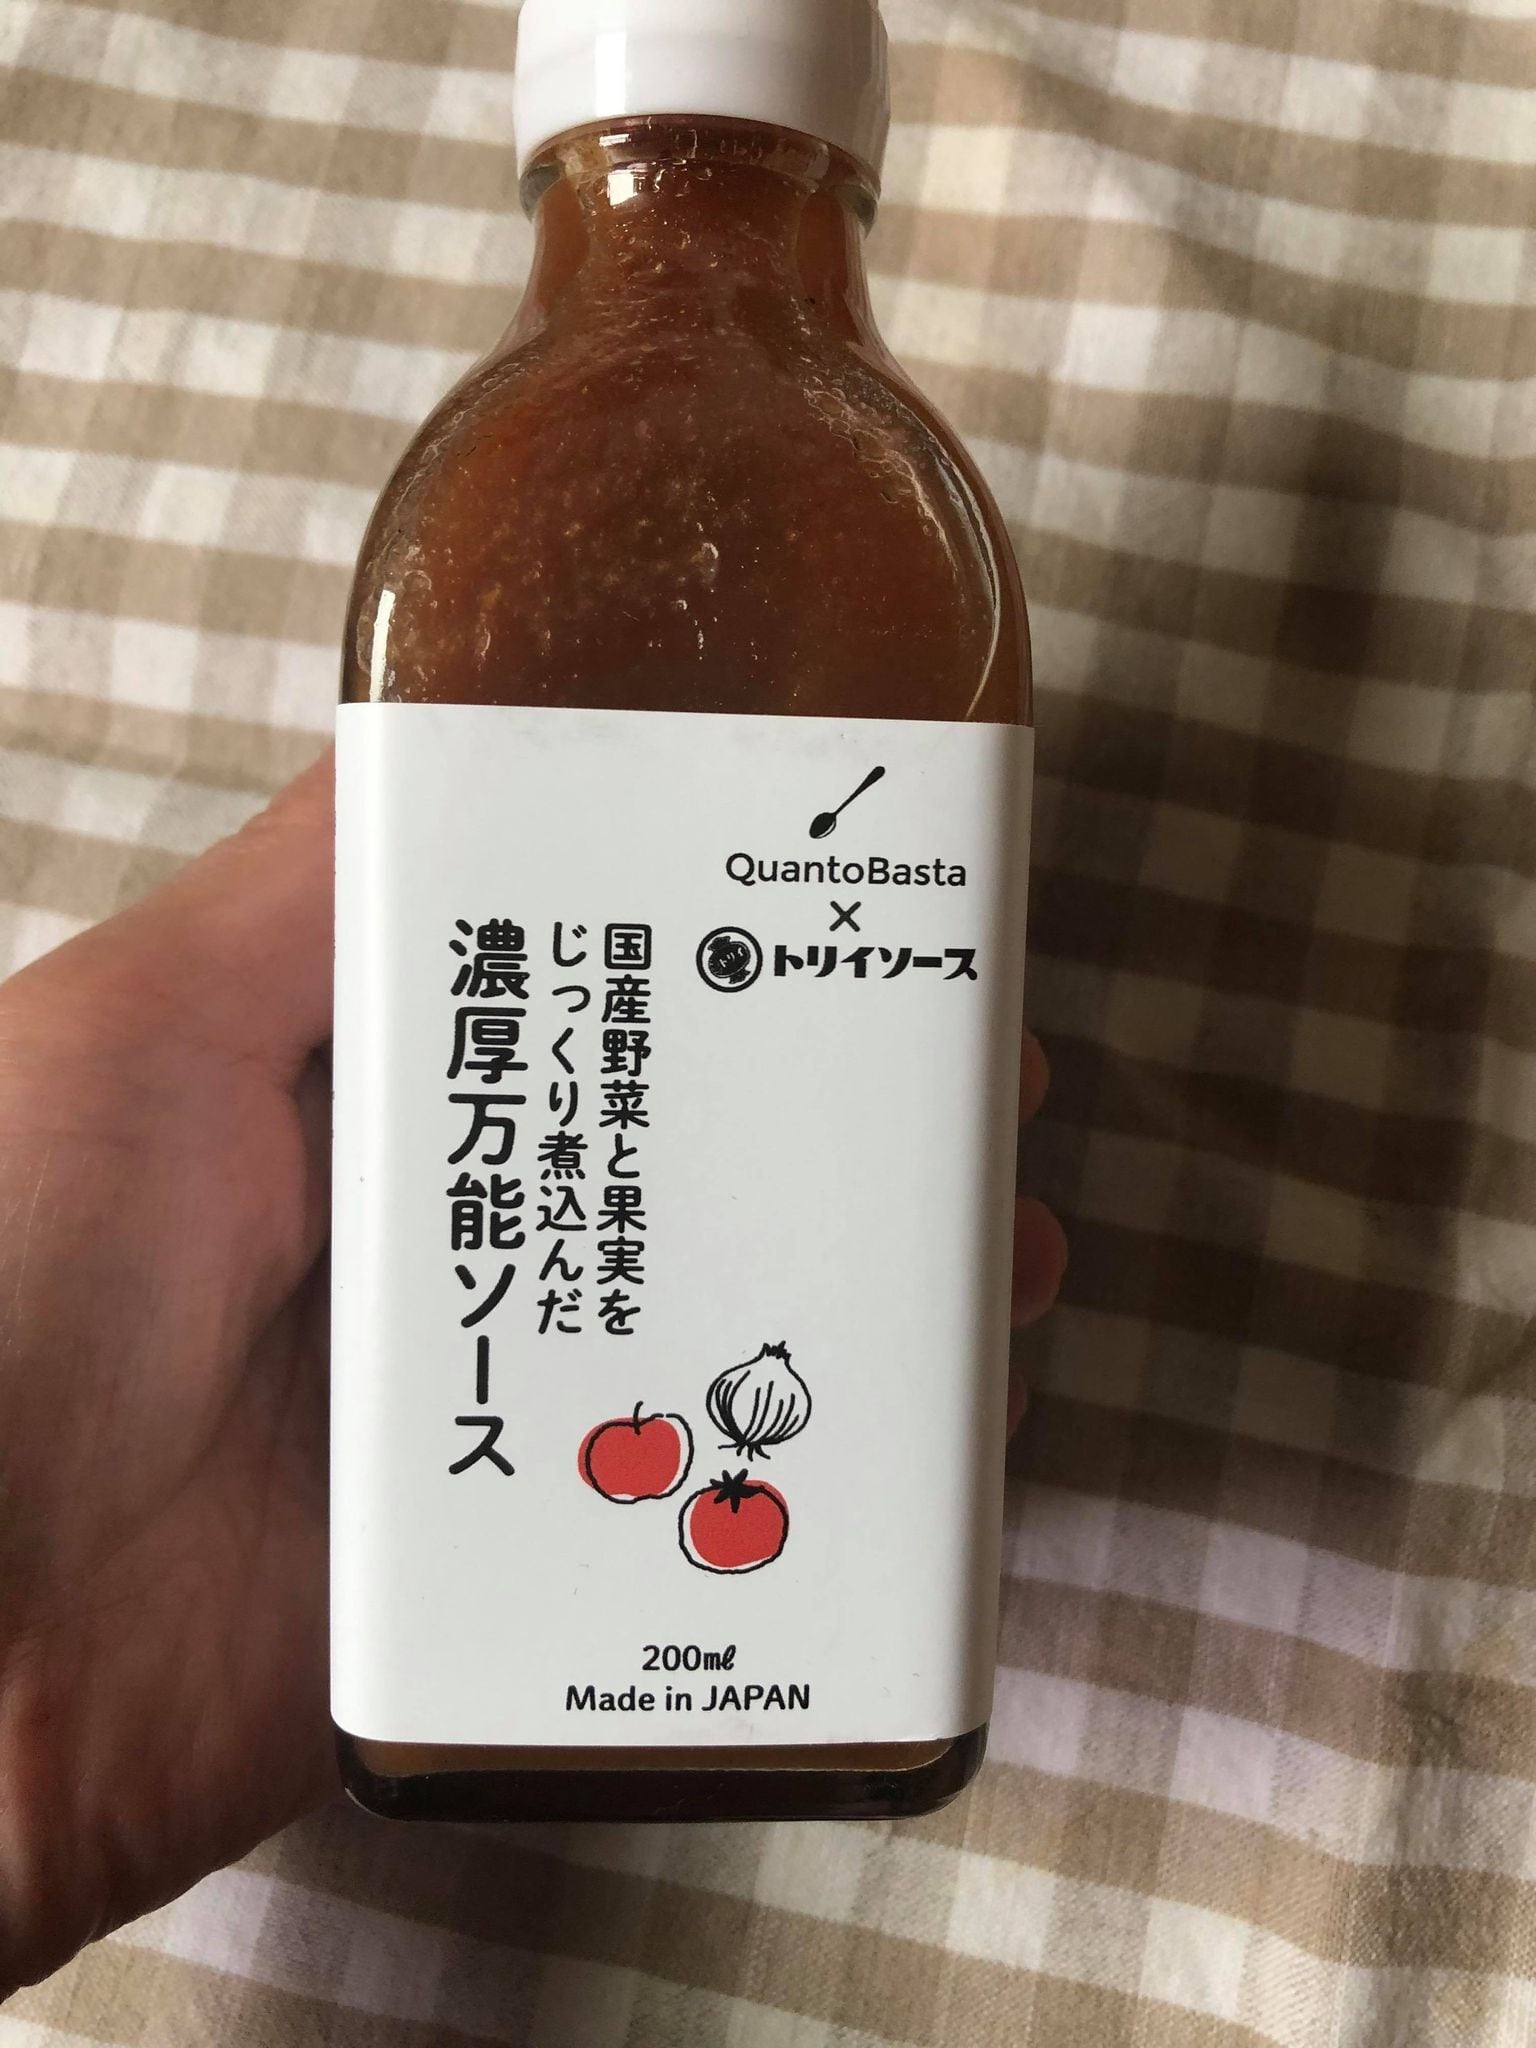 QuantoBasta
×
トリイソース
国産野菜と果実を
じっくり煮込んだ
濃厚万能ソース
200㎖
Made in JAPAN